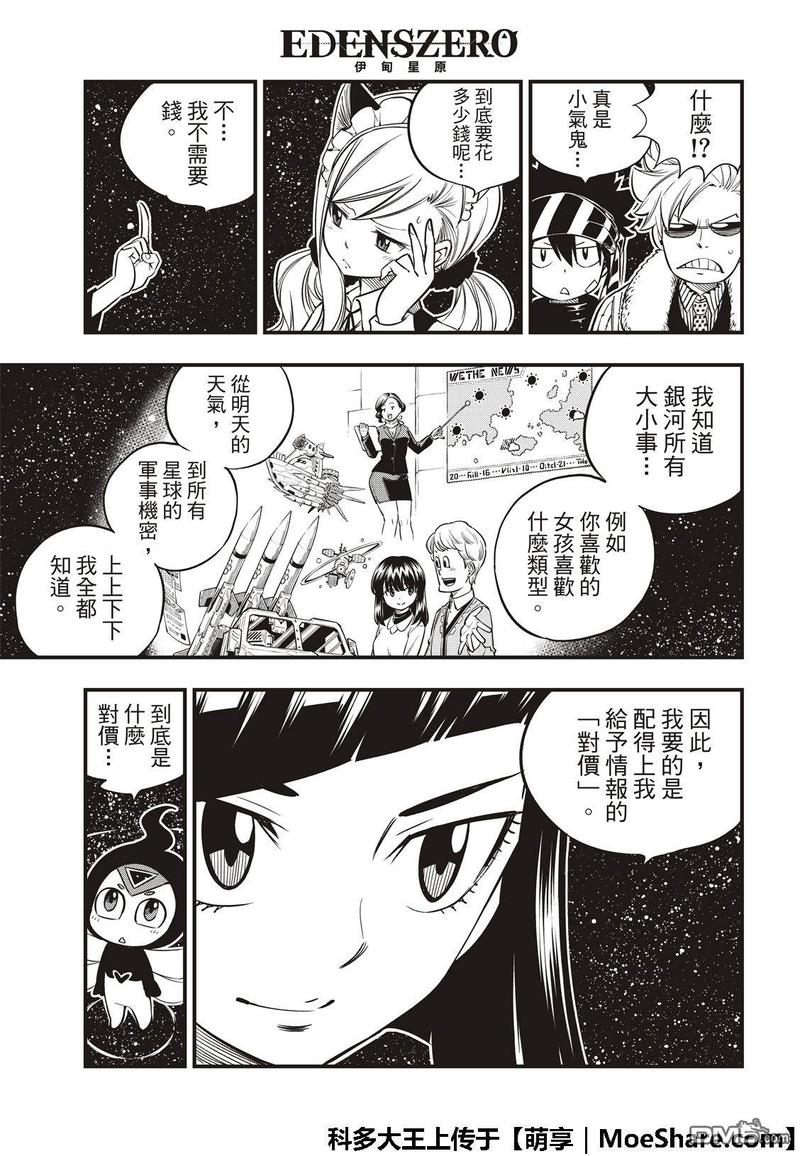 EDENSZERO
伊甸星原
什麼!?
真是
小氣鬼…
到底要花
多少錢呢…
不…
我不需要
錢。
我知道
銀河所有
大小事…
WE THE NEWS
例如
你喜歡的
女孩喜歡
什麼類型。
從明天的
天氣，
到所有
星球的
軍事機密，
上上下下
我全都
知道。
因此，
我要的是
配得上我
給予情報的
「對價」。
到底是
什麼
對價…
科多大王上传于【萌享｜MoeShare.com】